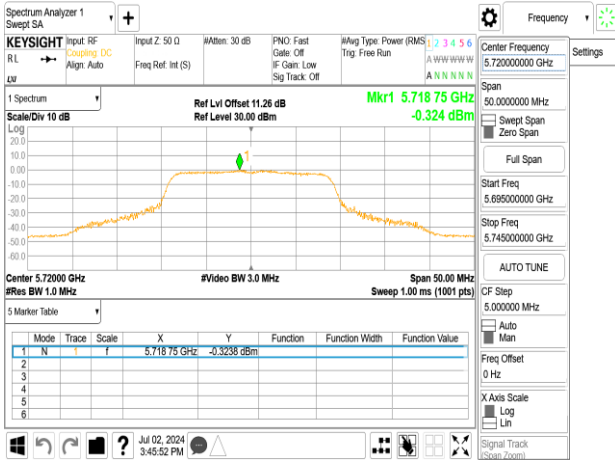 Spectrum Analyzer 1
Swept SA
+
Frequency
KEYSIGHT
RL
Input: RF
Coupling: DC
Align: Auto
Input Z: 50 Ω
Freq Ref: Int (S)
#Atten: 30 dB
PNO: Fast
Gate: Off
IF Gain: Low
Sig Track: Off
#Avg Type: Power (RMS
Trig: Free Run
1 2 3 4 5 6
A W W W W W
A N N N N N
Settings
Center Frequency
5.720000000 GHz
Span
50.0000000 MHz
Swept Span
Zero Span
Full Span
Start Freq
5.695000000 GHz
Stop Freq
5.745000000 GHz
AUTO TUNE
CF Step
5.000000 MHz
Auto
Man
Freq Offset
0 Hz
X Axis Scale
Log
Lin
Signal Track
(Span Zoom)
1 Spectrum
Scale/Div 10 dB
Ref Lvl Offset 11.26 dB
Ref Level 30.00 dBm
Mkr1 5.718 75 GHz
-0.324 dBm
Log
20.0
10.0
0.00
-10.0
-20.0
-30.0
-40.0
-50.0
-60.0
1
Center 5.72000 GHz
#Res BW 1.0 MHz
#Video BW 3.0 MHz
Span 50.00 MHz
Sweep 1.00 ms (1001 pts)
5 Marker Table
Mode Trace Scale X Y Function Function Width Function Value
1 N 1 f 5.718 75 GHz -0.3238 dBm
2
3
4
5
6
?
Jul 02, 2024
3:45:52 PM